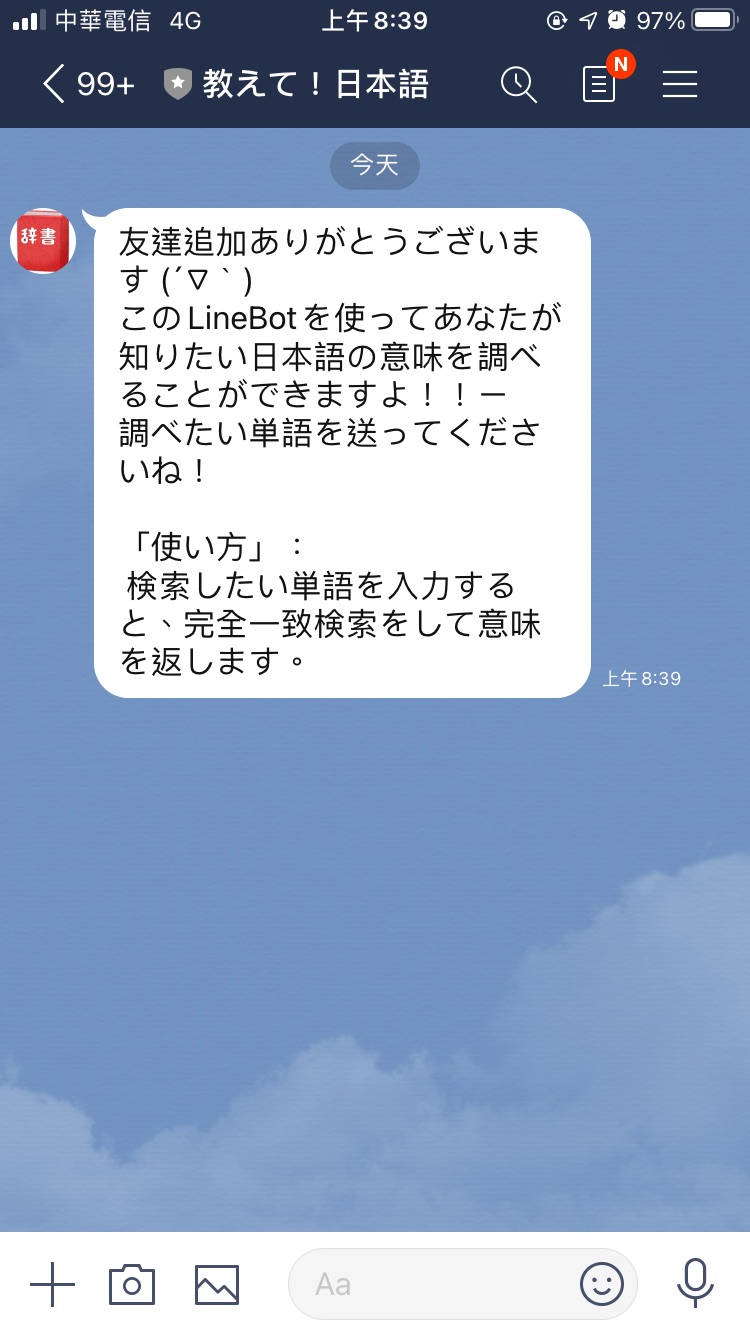 中華電信 4G 上午8:39 97%
99+ 教えて！日本語 N
今天
辞書
友達追加ありがとうございま
す (´∇｀)
このLineBotを使ってあなたが
知りたい日本語の意味を調べ
ることができますよ！！ー
調べたい単語を送ってくださ
いね！
「使い方」：
検索したい単語を入力する
と、完全一致検索をして意味
を返します。
上午8:39
Aa